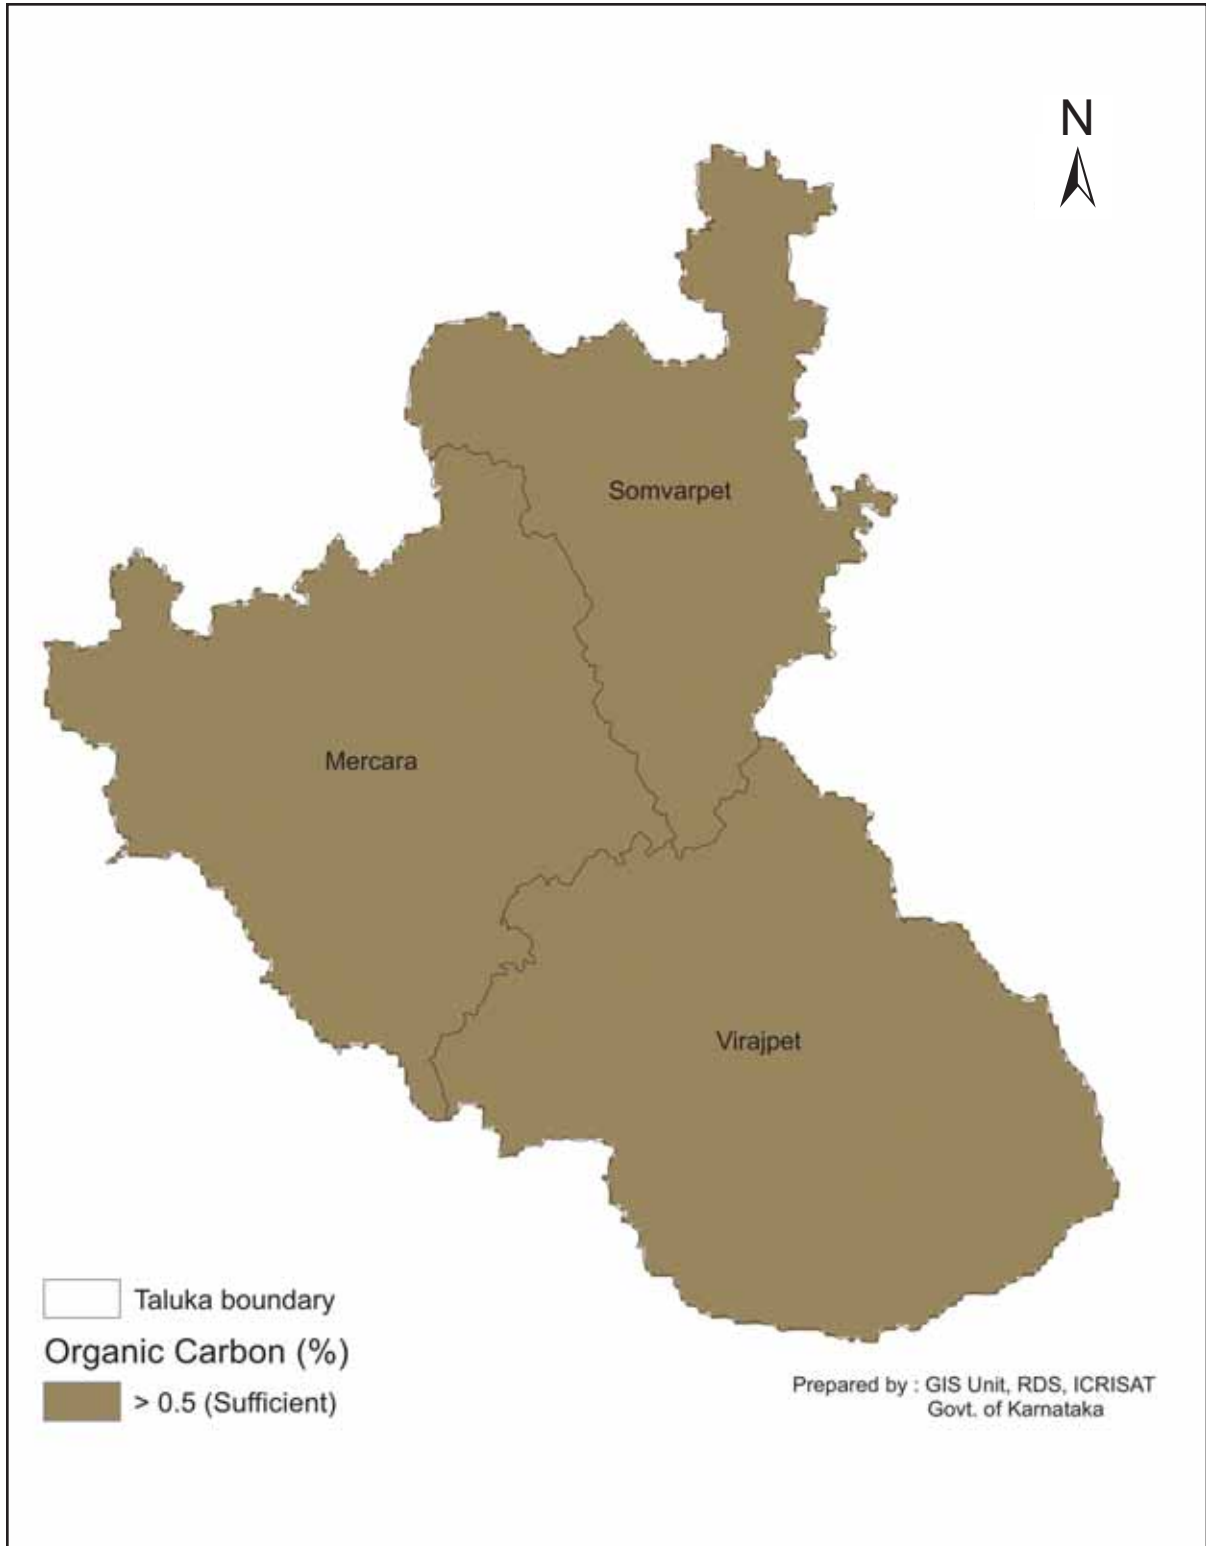 N
Somvarpet
Mercara
Virajpet
Taluka boundary
Organic Carbon (%)
> 0.5 (Sufficient)
Prepared by : GIS Unit, RDS, ICRISAT
Govt. of Karnataka